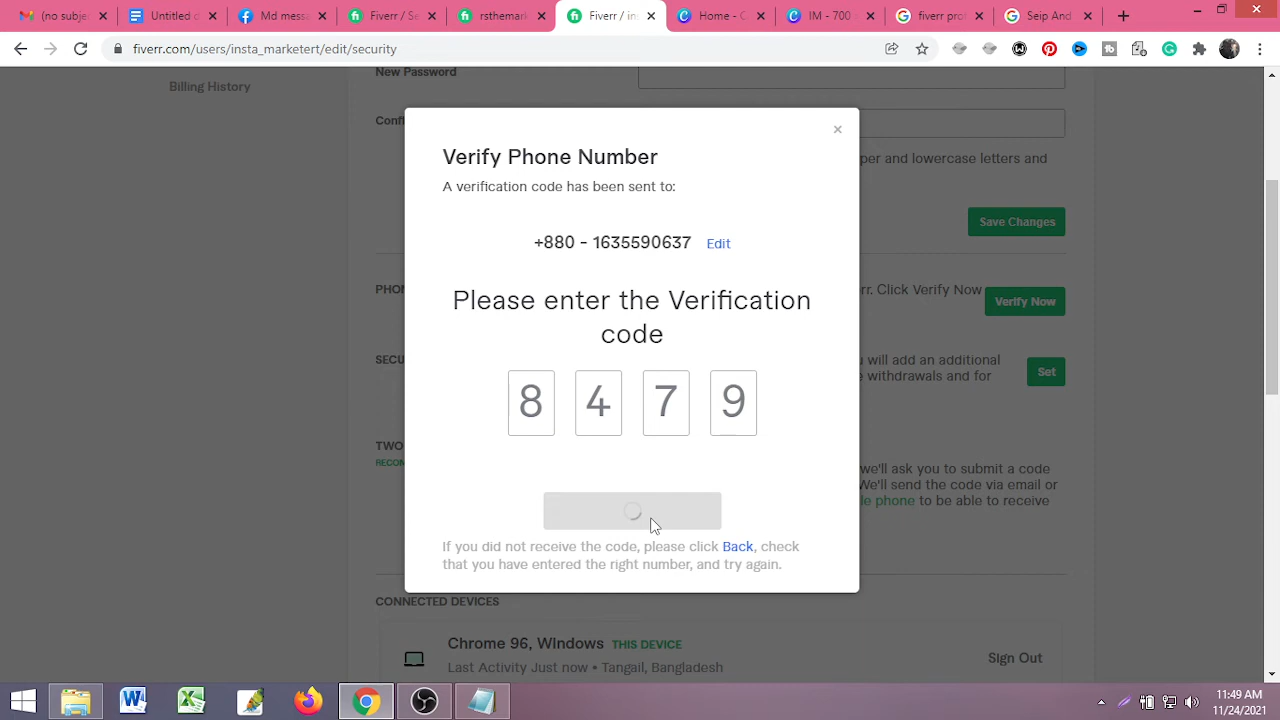 (no subje
Untitled d
Md messa
Fiverr / Se
rsthemark
Fiverr / in
Home - C
IM - 700
fiverr pro
Seip And
fiverr.com/users/insta_marketert/edit/security
New Password
Billing History
Confi
per and lowercase letters and
Save Changes
PHON
rr. Click Verify Now
Verify Now
SECU
u will add an additional
e withdrawals and for
Set
TWO
RECOM
we'll ask you to submit a code
We'll send the code via email or
le phone to be able to receive
×
Verify Phone Number
A verification code has been sent to:
+880 - 1635590637 Edit
Please enter the Verification
code
8 4 7 9
If you did not receive the code, please click Back, check
that you have entered the right number, and try again.
CONNECTED DEVICES
Chrome 96, Windows THIS DEVICE
Last Activity Just now • Tangail, Bangladesh
Sign Out
11:49 AM
11/24/2021